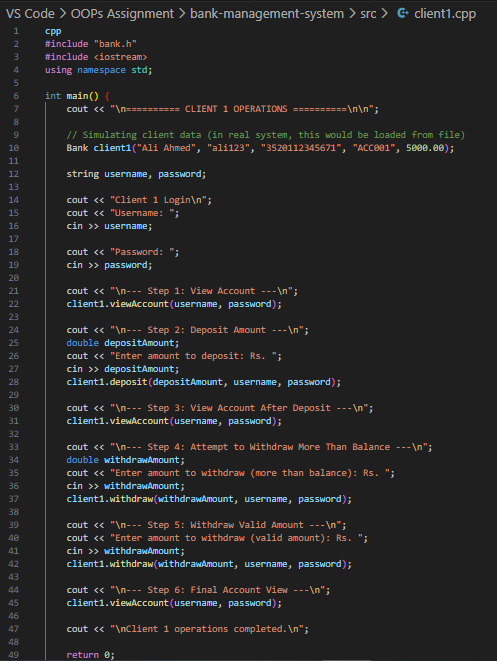 VS Code > OOPs Assignment > bank-management-system > src > C++ client1.cpp
1 cpp
2 #include "bank.h"
3 #include <iostream>
4 using namespace std;
5
6 int main() {
7 cout << "\n========== CLIENT 1 OPERATIONS ==========\n\n";
8
9 // Simulating client data (in real system, this would be loaded from file)
10 Bank client1("Ali Ahmed", "ali123", "3520112345671", "ACC001", 5000.00);
11
12 string username, password;
13
14 cout << "Client 1 Login\n";
15 cout << "Username: ";
16 cin >> username;
17
18 cout << "Password: ";
19 cin >> password;
20
21 cout << "\n--- Step 1: View Account ---\n";
22 client1.viewAccount(username, password);
23
24 cout << "\n--- Step 2: Deposit Amount ---\n";
25 double depositAmount;
26 cout << "Enter amount to deposit: Rs. ";
27 cin >> depositAmount;
28 client1.deposit(depositAmount, username, password);
29
30 cout << "\n--- Step 3: View Account After Deposit ---\n";
31 client1.viewAccount(username, password);
32
33 cout << "\n--- Step 4: Attempt to Withdraw More Than Balance ---\n";
34 double withdrawAmount;
35 cout << "Enter amount to withdraw (more than balance): Rs. ";
36 cin >> withdrawAmount;
37 client1.withdraw(withdrawAmount, username, password);
38
39 cout << "\n--- Step 5: Withdraw Valid Amount ---\n";
40 cout << "Enter amount to withdraw (valid amount): Rs. ";
41 cin >> withdrawAmount;
42 client1.withdraw(withdrawAmount, username, password);
43
44 cout << "\n--- Step 6: Final Account View ---\n";
45 client1.viewAccount(username, password);
46
47 cout << "\nClient 1 operations completed.\n";
48
49 return 0;